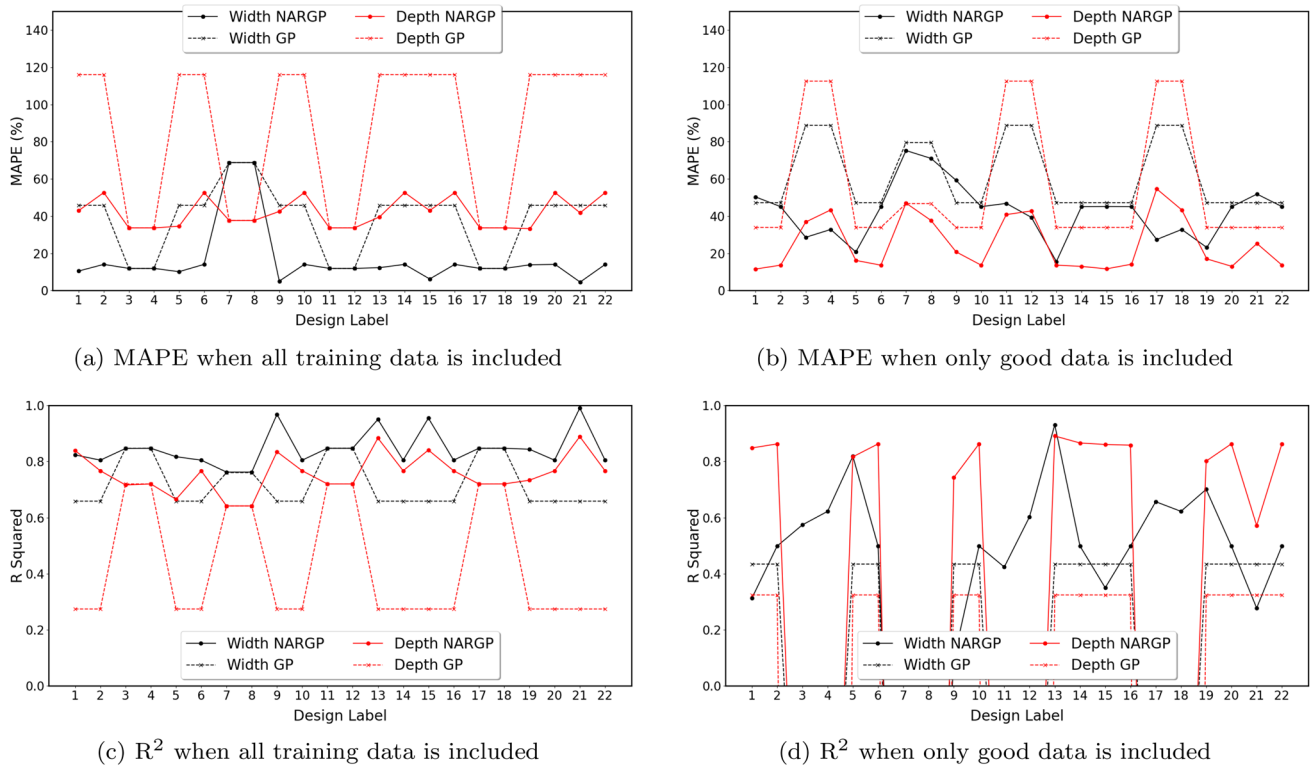 Width NARGP
Width GP
Depth NARGP
Depth GP
MAPE (%)
140
120
100
80
60
40
20
0
1 2 3 4 5 6 7 8 9 10 11 12 13 14 15 16 17 18 19 20 21 22
Design Label
(a) MAPE when all training data is included
Width NARGP
Width GP
Depth NARGP
Depth GP
MAPE (%)
140
120
100
80
60
40
20
0
1 2 3 4 5 6 7 8 9 10 11 12 13 14 15 16 17 18 19 20 21 22
Design Label
(b) MAPE when only good data is included
R Squared
1.0
0.8
0.6
0.4
0.2
0.0
Width NARGP
Width GP
Depth NARGP
Depth GP
1 2 3 4 5 6 7 8 9 10 11 12 13 14 15 16 17 18 19 20 21 22
Design Label
(c) R² when all training data is included
R Squared
1.0
0.8
0.6
0.4
0.2
0.0
Width NARGP
Width GP
Depth NARGP
Depth GP
1 2 3 4 5 6 7 8 9 10 11 12 13 14 15 16 17 18 19 20 21 22
Design Label
(d) R² when only good data is included